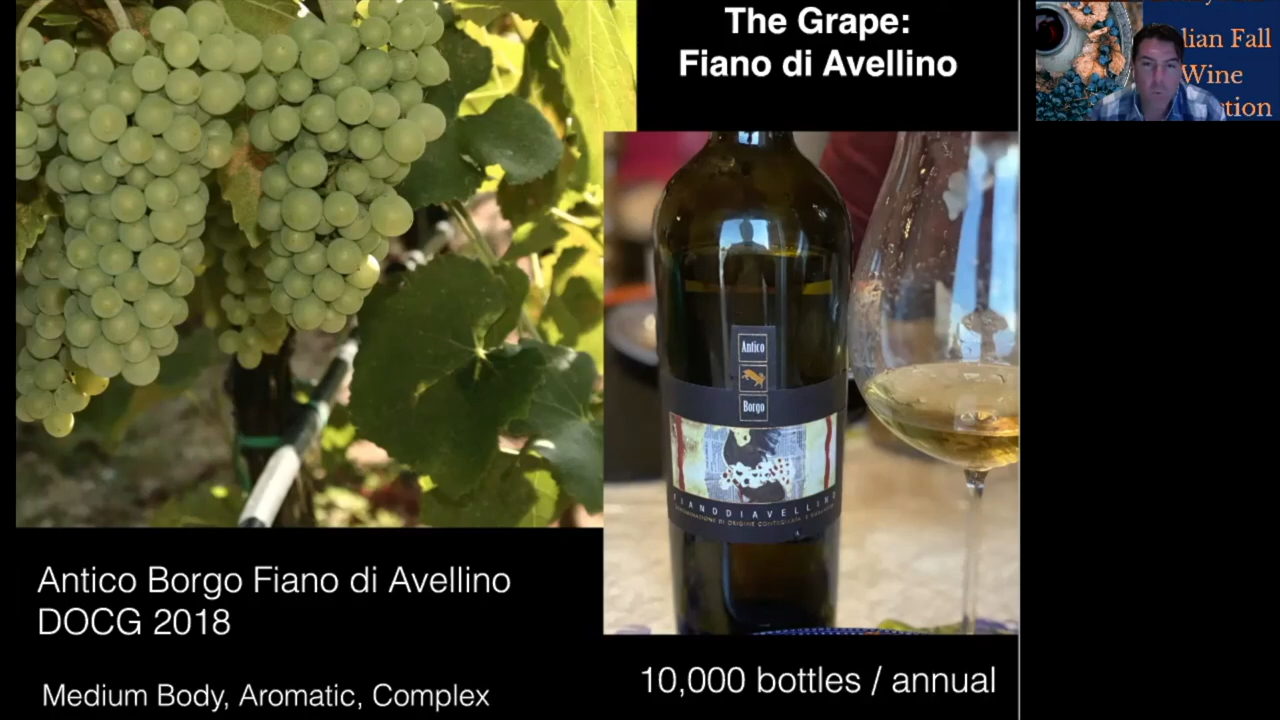 The Grape:
Fiano di Avellino
lian Fall
Wine
ction
Antico
Borgo
FIANO DI AVELLINO
Antico Borgo Fiano di Avellino
DOCG 2018
Medium Body, Aromatic, Complex
10,000 bottles / annual